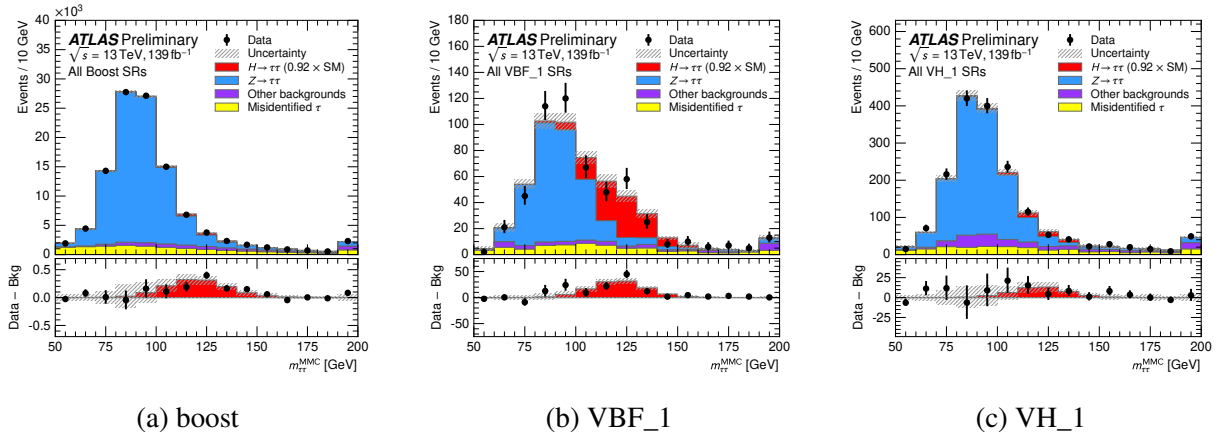 40 ×10³
ATLAS Preliminary
√s = 13 TeV, 139 fb⁻¹
All Boost SRs
Data
Uncertainty
H→ττ (0.92 × SM)
Z→ττ
Other backgrounds
Misidentified τ
Events / 10 GeV
35
30
25
20
15
10
5
0
Data − Bkg
0.5
0.0
−0.5
50 75 100 125 150 175 200
m_ττ^MMC [GeV]
(a) boost
180
ATLAS Preliminary
√s = 13 TeV, 139 fb⁻¹
All VBF_1 SRs
Data
Uncertainty
H→ττ (0.92 × SM)
Z→ττ
Other backgrounds
Misidentified τ
Events / 10 GeV
160
140
120
100
80
60
40
20
0
Data − Bkg
50
0
−50
50 75 100 125 150 175 200
m_ττ^MMC [GeV]
(b) VBF_1
ATLAS Preliminary
√s = 13 TeV, 139 fb⁻¹
All VH_1 SRs
Data
Uncertainty
H→ττ (0.92 × SM)
Z→ττ
Other backgrounds
Misidentified τ
Events / 10 GeV
600
500
400
300
200
100
0
Data − Bkg
25
0
−25
50 75 100 125 150 175 200
m_ττ^MMC [GeV]
(c) VH_1